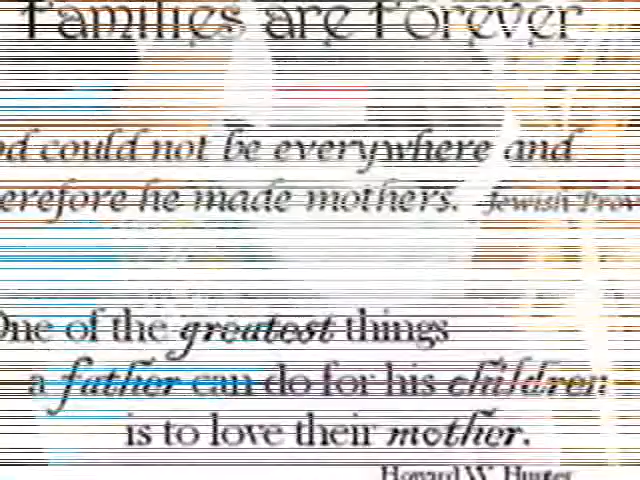 Families are Forever
od could not be everywhere and
erefore he made mothers. Jewish Prov
One of the greatest things
a father can do for his children
is to love their mother.
Howard W. Hunter